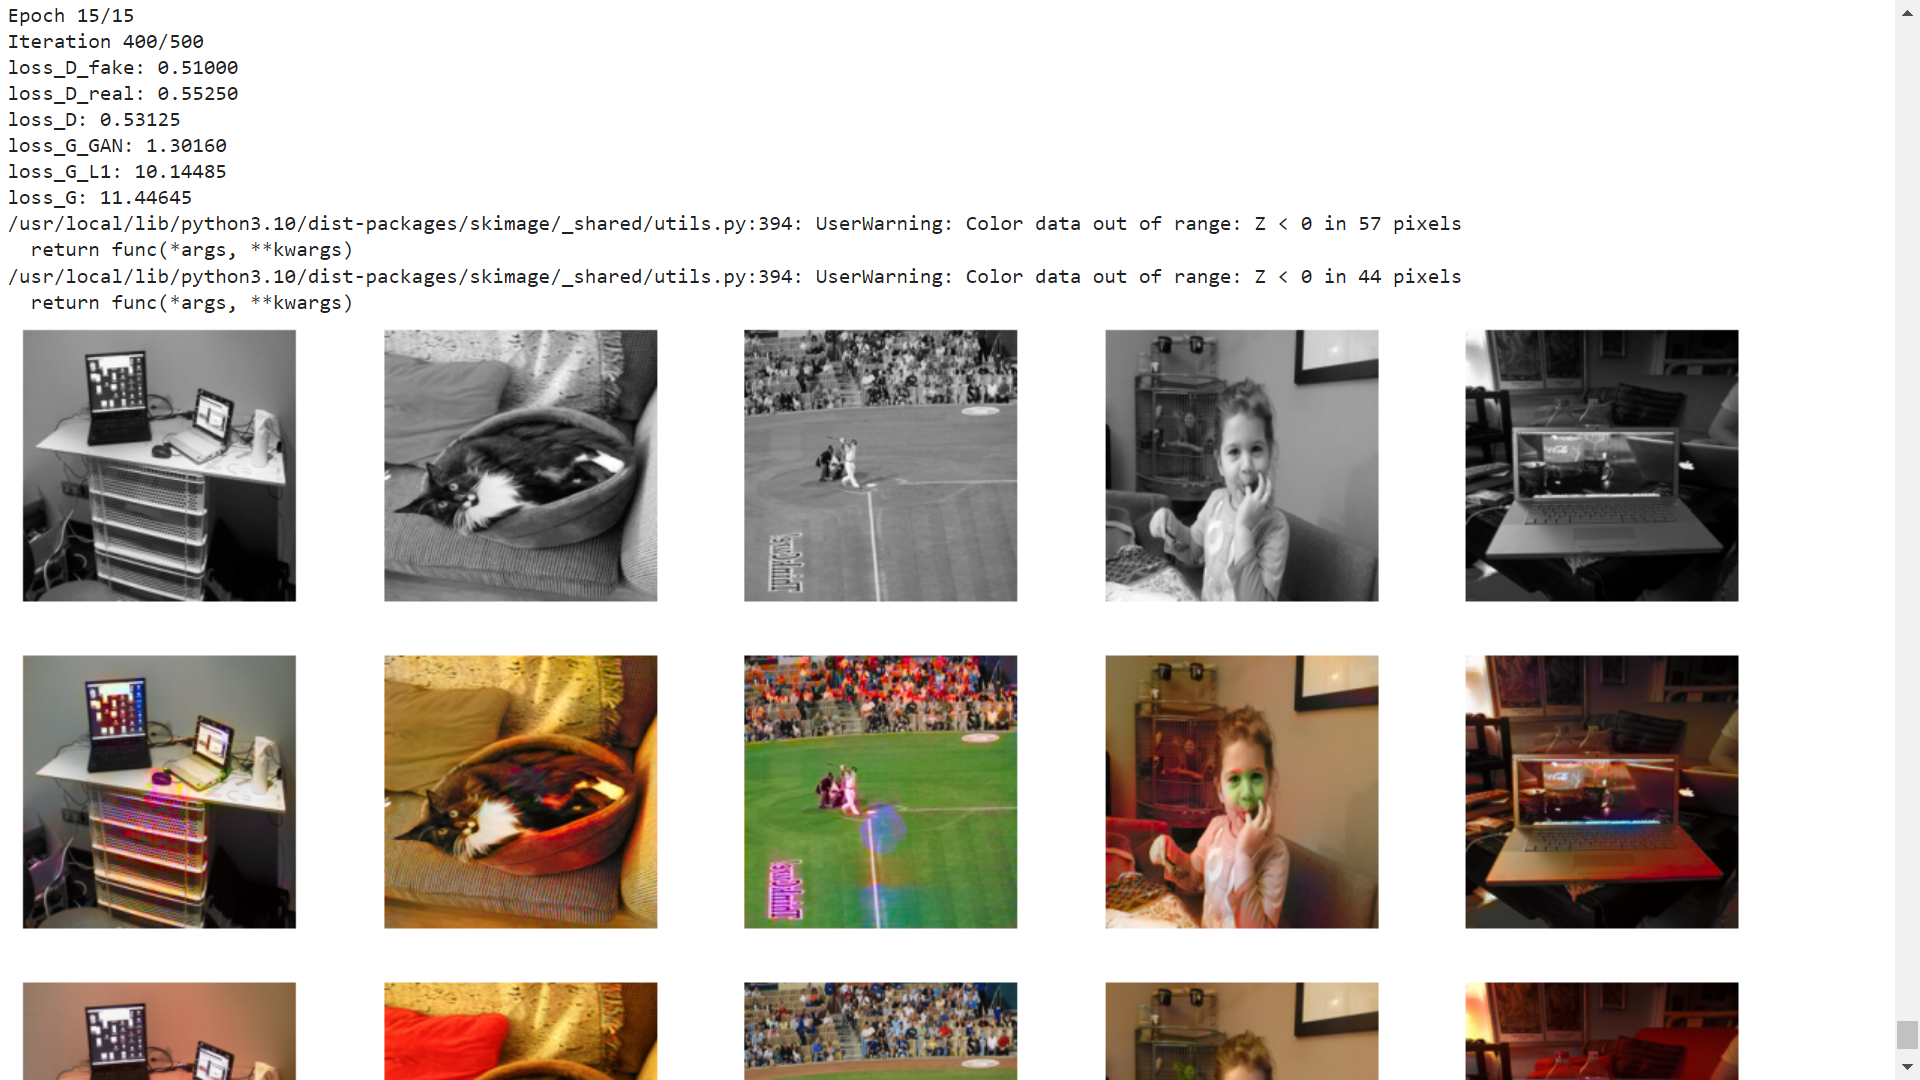 Epoch 15/15
Iteration 400/500
loss_D_fake: 0.51000
loss_D_real: 0.55250
loss_D: 0.53125
loss_G_GAN: 1.30160
loss_G_L1: 10.14485
loss_G: 11.44645
/usr/local/lib/python3.10/dist-packages/skimage/_shared/utils.py:394: UserWarning: Color data out of range: Z < 0 in 57 pixels
  return func(*args, **kwargs)
/usr/local/lib/python3.10/dist-packages/skimage/_shared/utils.py:394: UserWarning: Color data out of range: Z < 0 in 44 pixels
  return func(*args, **kwargs)